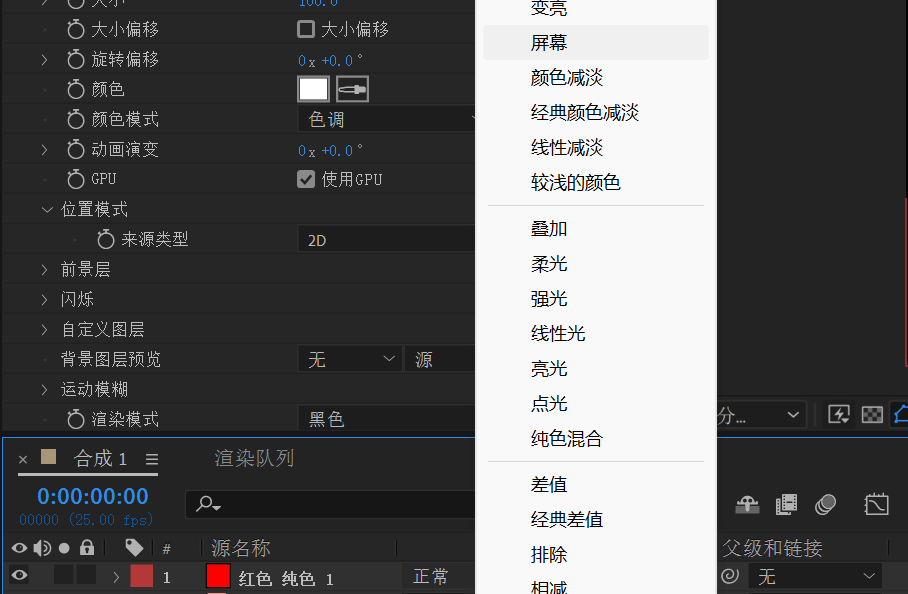 大小
100.0
大小偏移
大小偏移
旋转偏移
0x+0.0°
颜色
颜色模式
色调
动画演变
0x+0.0°
GPU
使用GPU
位置模式
来源类型
2D
前景层
闪烁
自定义图层
背景图层预览
无
源
运动模糊
渲染模式
黑色
变亮
屏幕
颜色减淡
经典颜色减淡
线性减淡
较浅的颜色
叠加
柔光
强光
线性光
亮光
点光
纯色混合
差值
经典差值
排除
相减
分...
× 合成 1
渲染队列
0:00:00:00
00000 (25.00 fps)
# 源名称
父级和链接
1 红色 纯色 1
正常
无